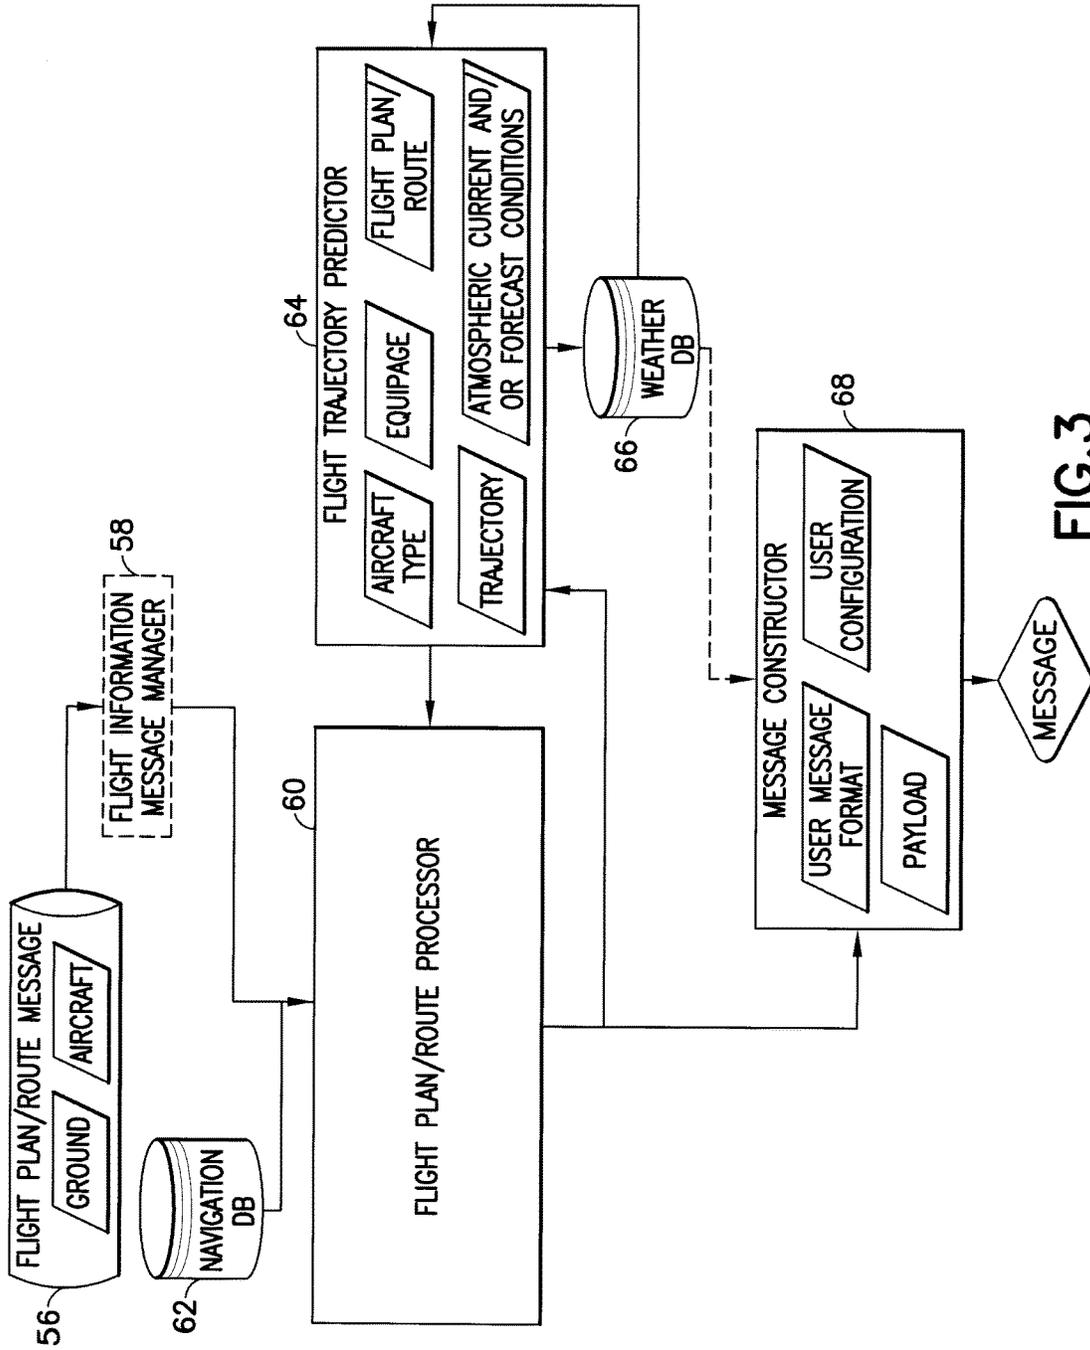 56
FLIGHT PLAN/ROUTE MESSAGE
GROUND
AIRCRAFT
58
FLIGHT INFORMATION
MESSAGE MANAGER
62
NAVIGATION
DB
60
FLIGHT PLAN/ROUTE PROCESSOR
64
FLIGHT TRAJECTORY PREDICTOR
AIRCRAFT
TYPE
EQUIPAGE
FLIGHT PLAN/
ROUTE
TRAJECTORY
ATMOSPHERIC CURRENT AND/
OR FORECAST CONDITIONS
66
WEATHER
DB
68
MESSAGE CONSTRUCTOR
USER MESSAGE
FORMAT
USER
CONFIGURATION
PAYLOAD
MESSAGE
FIG.3